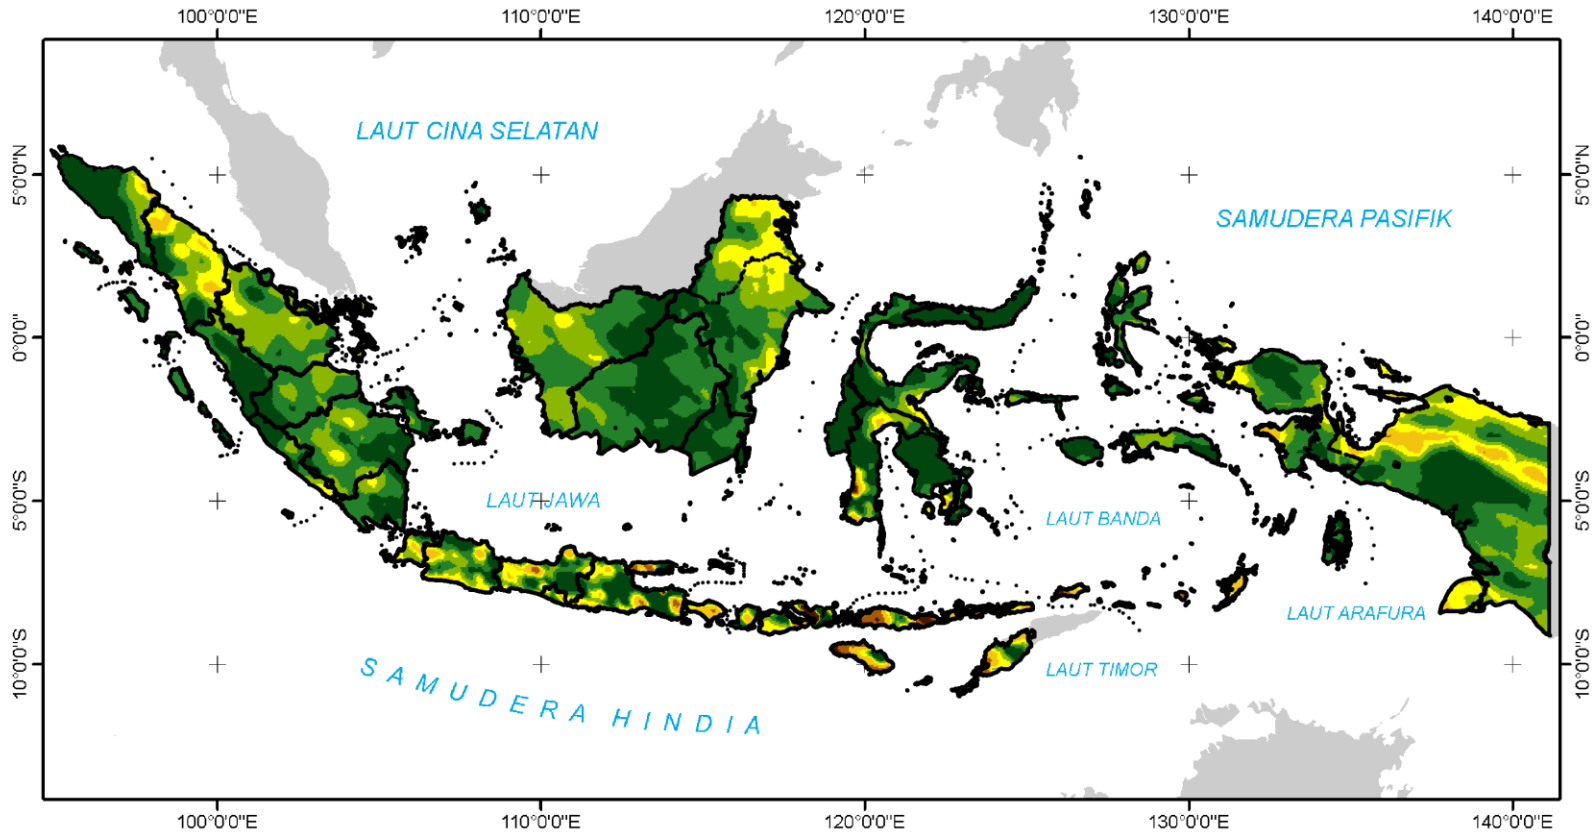 100°0'0"E 110°0'0"E 120°0'0"E 130°0'0"E 140°0'0"E
LAUT CINA SELATAN
5°0'0"N 5°0'0"N
SAMUDERA PASIFIK
0°0'0" 0°0'0"
LAUT JAWA
LAUT BANDA
5°0'0"S 5°0'0"S
LAUT ARAFURA
LAUT TIMOR
10°0'0"S 10°0'0"S
SAMUDERA HINDIA
100°0'0"E 110°0'0"E 120°0'0"E 130°0'0"E 140°0'0"E